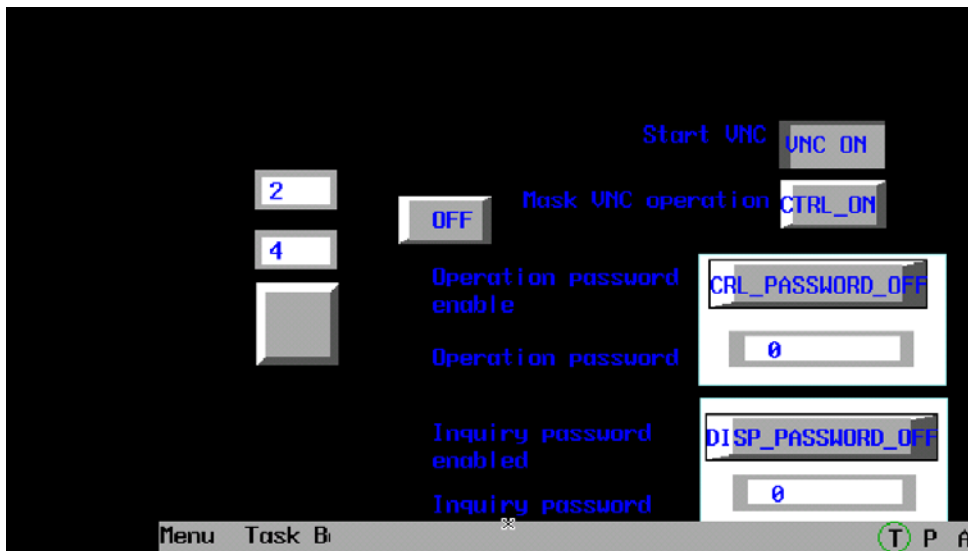 Start VNC
VNC ON
2
Mask VNC operation
CTRL_ON
OFF
4
Operation password
enable
CRL_PASSWORD_OFF
Operation password
0
Inquiry password
enabled
DISP_PASSWORD_OFF
Inquiry password
0
Menu Task B
T P A